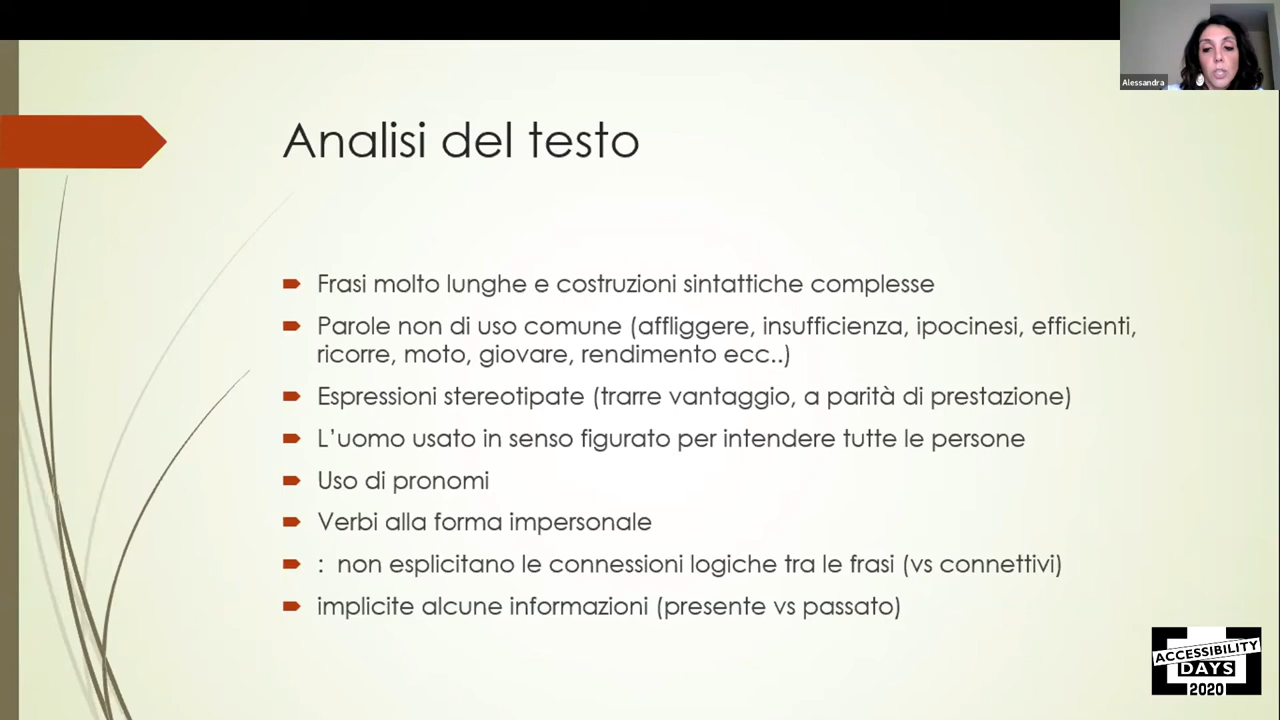 Alessandra
Analisi del testo
Frasi molto lunghe e costruzioni sintattiche complesse
Parole non di uso comune (affliggere, insufficienza, ipocinesi, efficienti,
ricorre, moto, giovare, rendimento ecc..)
Espressioni stereotipate (trarre vantaggio, a parità di prestazione)
L'uomo usato in senso figurato per intendere tutte le persone
Uso di pronomi
Verbi alla forma impersonale
: non esplicitano le connessioni logiche tra le frasi (vs connettivi)
implicite alcune informazioni (presente vs passato)
ACCESSIBILITY
DAYS
2020